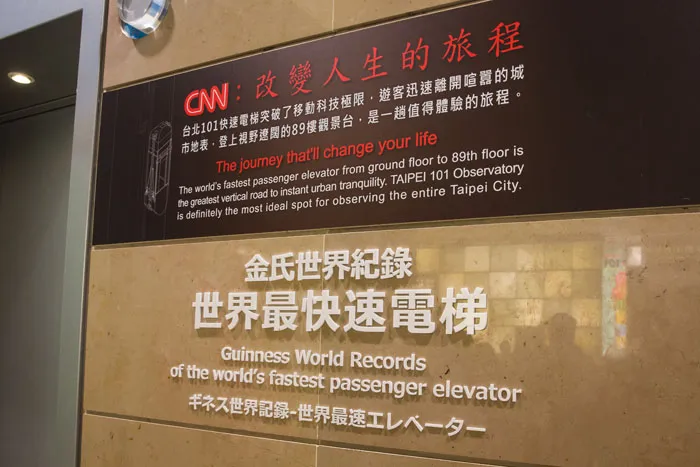 CNN：改變人生的旅程
台北101快速電梯突破了移動科技極限，遊客迅速離開喧囂的城
市地表，登上視野遼闊的89樓觀景台，是一趟值得體驗的旅程。
The journey that'll change your life
The world's fastest passenger elevator from ground floor to 89th floor is
the greatest vertical road to instant urban tranquility. TAIPEI 101 Observatory
is definitely the most ideal spot for observing the entire Taipei City.
金氏世界紀錄
世界最快速電梯
Guinness World Records
of the world's fastest passenger elevator
ギネス世界記録-世界最速エレベーター